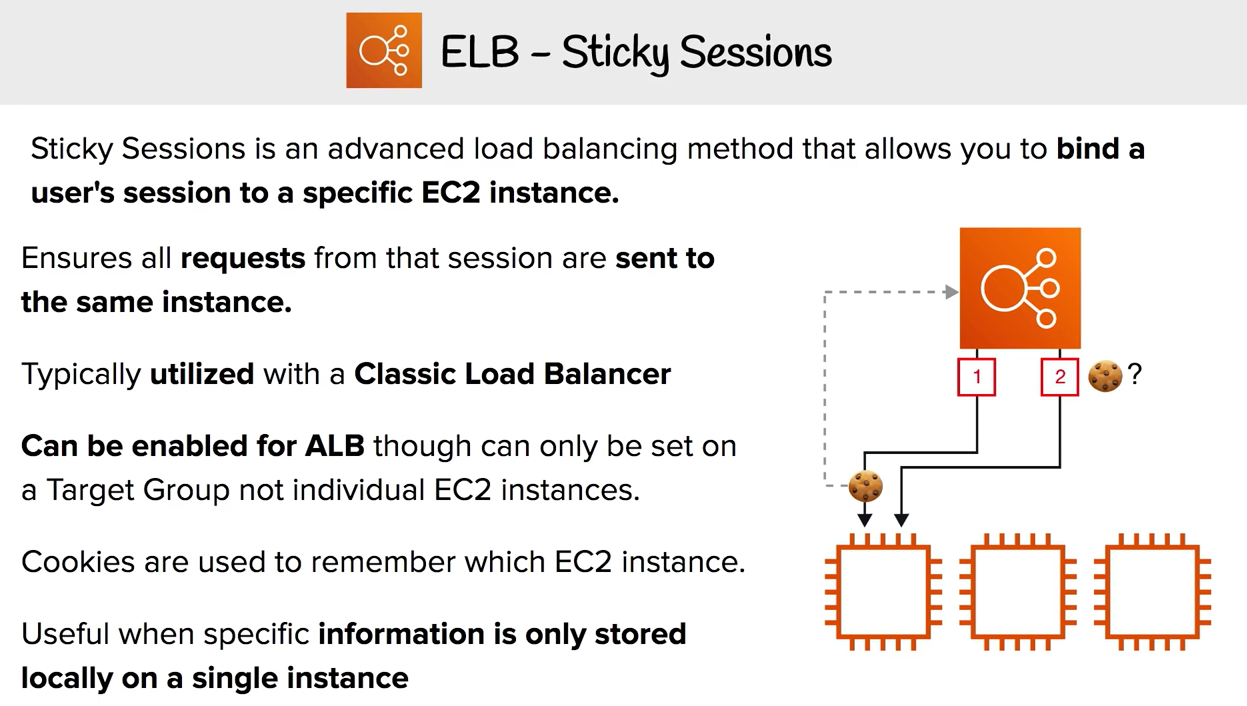 ELB – Sticky Sessions
Sticky Sessions is an advanced load balancing method that allows you to bind a
user's session to a specific EC2 instance.
Ensures all requests from that session are sent to
the same instance.
Typically utilized with a Classic Load Balancer
Can be enabled for ALB though can only be set on
a Target Group not individual EC2 instances.
Cookies are used to remember which EC2 instance.
Useful when specific information is only stored
locally on a single instance
1
2
?